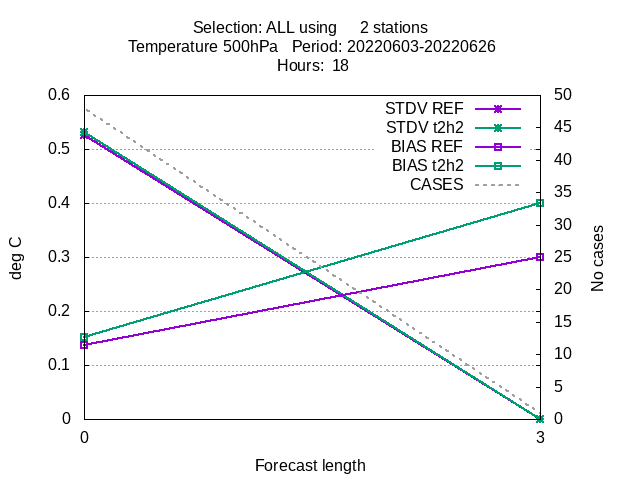 Selection: ALL using 2 stations
Temperature 500hPa Period: 20220603-20220626
Hours: 18
STDV REF
STDV t2h2
BIAS REF
BIAS t2h2
CASES
deg C
0.6
0.5
0.4
0.3
0.2
0.1
0
50
45
40
35
30
25
20
15
10
5
0
No cases
0
3
Forecast length